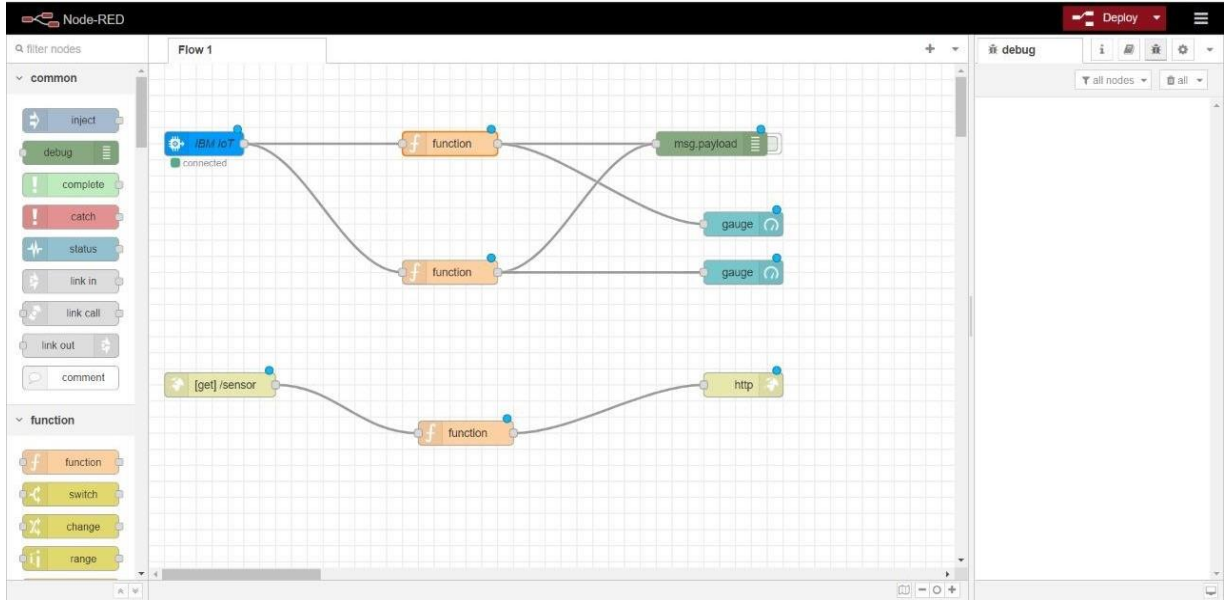 Node-RED
Deploy
filter nodes
common
inject
debug
complete
catch
status
link in
link call
link out
comment
function
function
switch
change
range
Flow 1
IBM IoT
connected
function
msg.payload
gauge
function
gauge
[get] /sensor
http
function
debug
i
all nodes
all